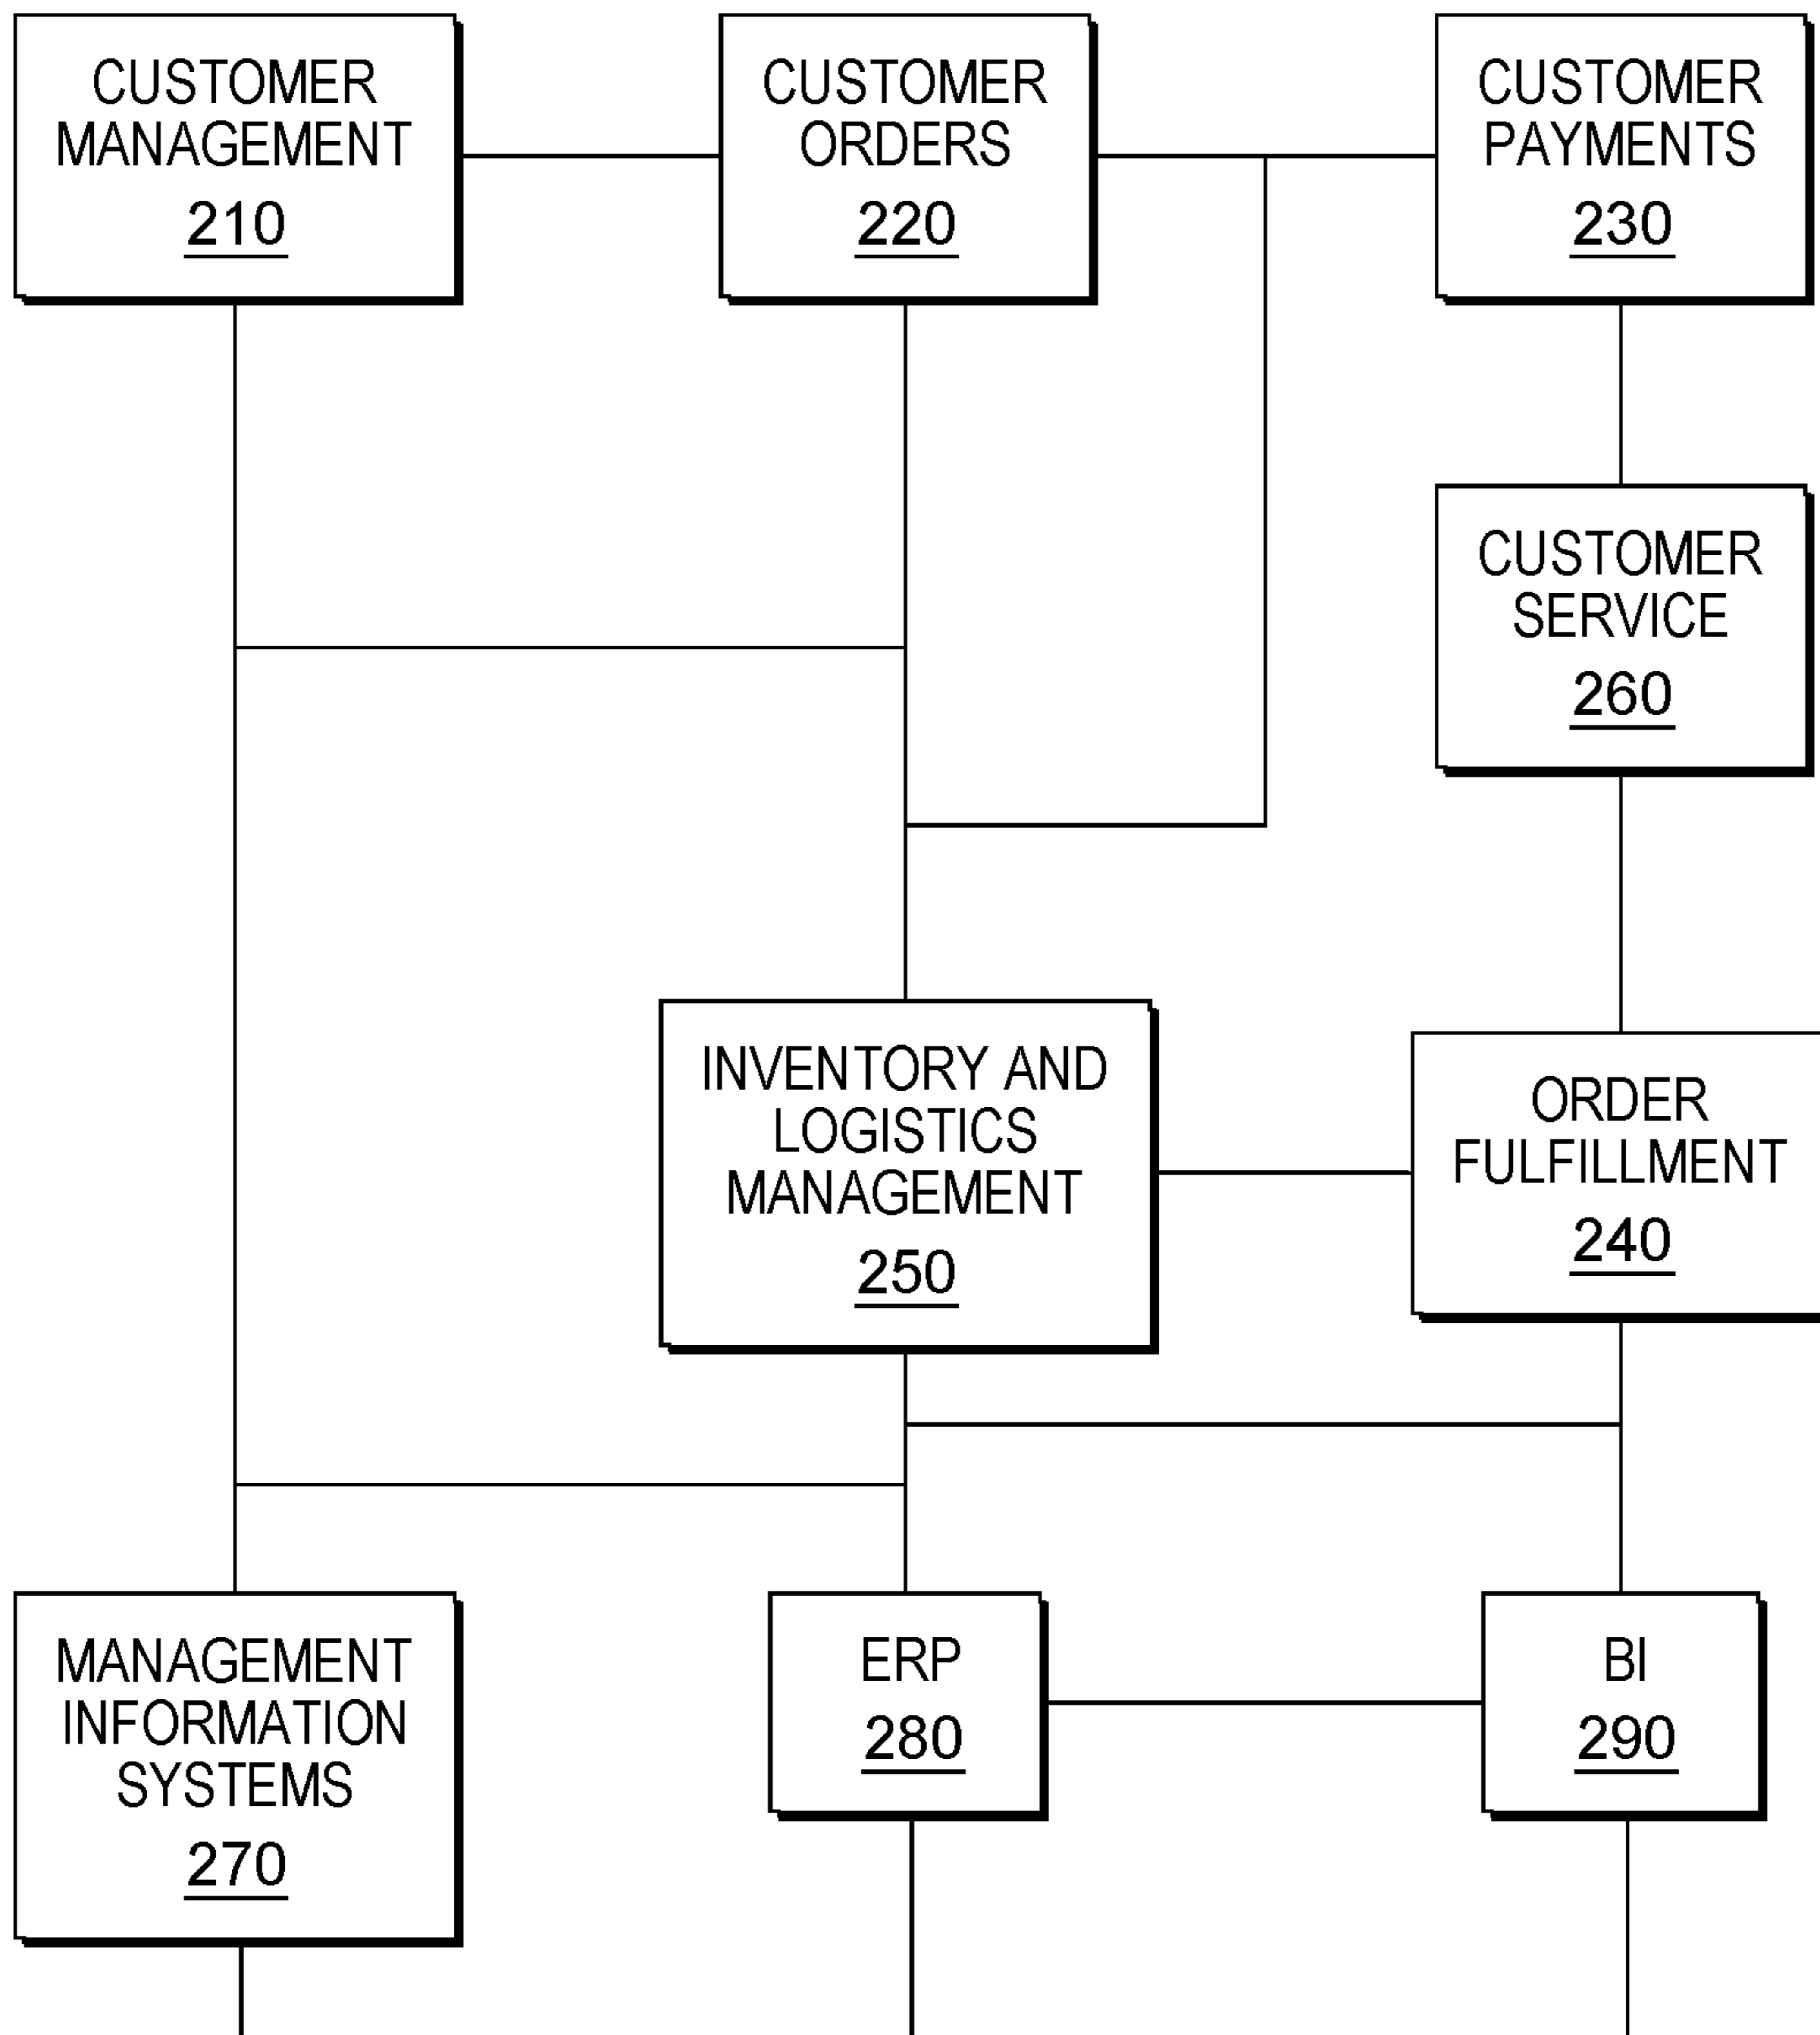 CUSTOMER
MANAGEMENT
210
CUSTOMER
ORDERS
220
CUSTOMER
PAYMENTS
230
CUSTOMER
SERVICE
260
INVENTORY AND
LOGISTICS
MANAGEMENT
250
ORDER
FULFILLMENT
240
MANAGEMENT
INFORMATION
SYSTEMS
270
ERP
280
BI
290